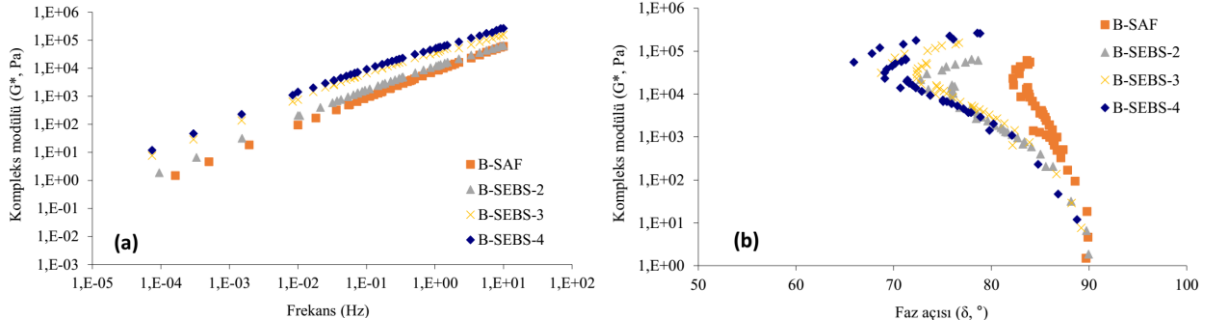 Kompleks modülü (G*, Pa)
1,E+06
1,E+05
1,E+04
1,E+03
1,E+02
1,E+01
1,E+00
1,E-01
1,E-02
1,E-03
B-SAF
B-SEBS-2
B-SEBS-3
B-SEBS-4
(a)
1,E-05 1,E-04 1,E-03 1,E-02 1,E-01 1,E+00 1,E+01 1,E+02
Frekans (Hz)
Kompleks modülü (G*, Pa)
1,E+06
1,E+05
1,E+04
1,E+03
1,E+02
1,E+01
1,E+00
B-SAF
B-SEBS-2
B-SEBS-3
B-SEBS-4
(b)
50 60 70 80 90 100
Faz açısı (δ, °)